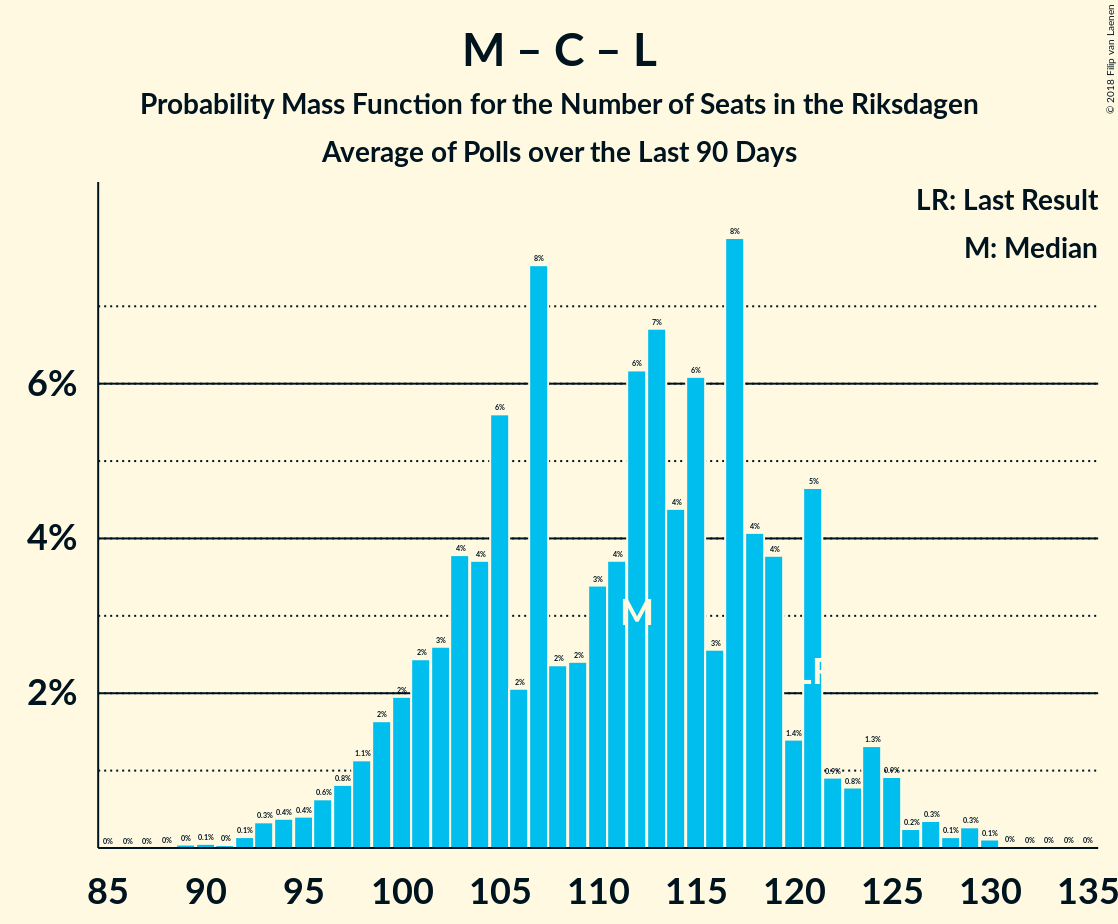 M – C – L
Probability Mass Function for the Number of Seats in the Riksdagen
Average of Polls over the Last 90 Days
© 2018 Filip van Laenen
LR: Last Result
M: Median
6%
4%
2%
0% 0% 0% 0% 0% 0.1% 0% 0.1% 0.3% 0.4% 0.4% 0.6% 0.8% 1.1% 2% 2% 2% 3% 4% 4% 6% 2% 8% 2% 2% 3% 4% 6% 7% 4% 6% 3% 8% 4% 4% 1.4% 5% 0.9% 0.8% 1.3% 0.9% 0.2% 0.3% 0.1% 0.3% 0.1% 0% 0% 0% 0% 0%
M
LR
85 90 95 100 105 110 115 120 125 130 135